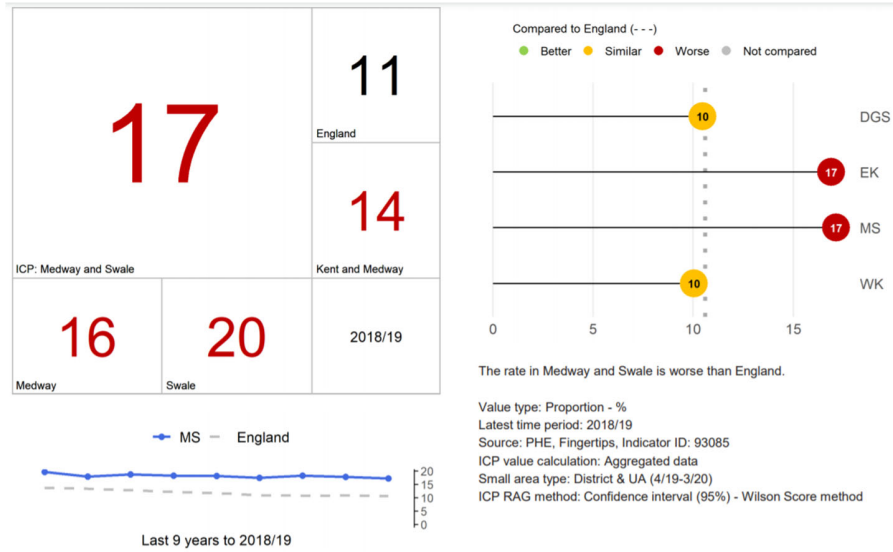 17
ICP: Medway and Swale
11
England
14
Kent and Medway
16
Medway
20
Swale
2018/19
MS England
20
15
10
5
0
Last 9 years to 2018/19
Compared to England (- - -)
Better Similar Worse Not compared
10 DGS
17 EK
17 MS
10 WK
0 5 10 15
The rate in Medway and Swale is worse than England.
Value type: Proportion - %
Latest time period: 2018/19
Source: PHE, Fingertips, Indicator ID: 93085
ICP value calculation: Aggregated data
Small area type: District & UA (4/19-3/20)
ICP RAG method: Confidence interval (95%) - Wilson Score method